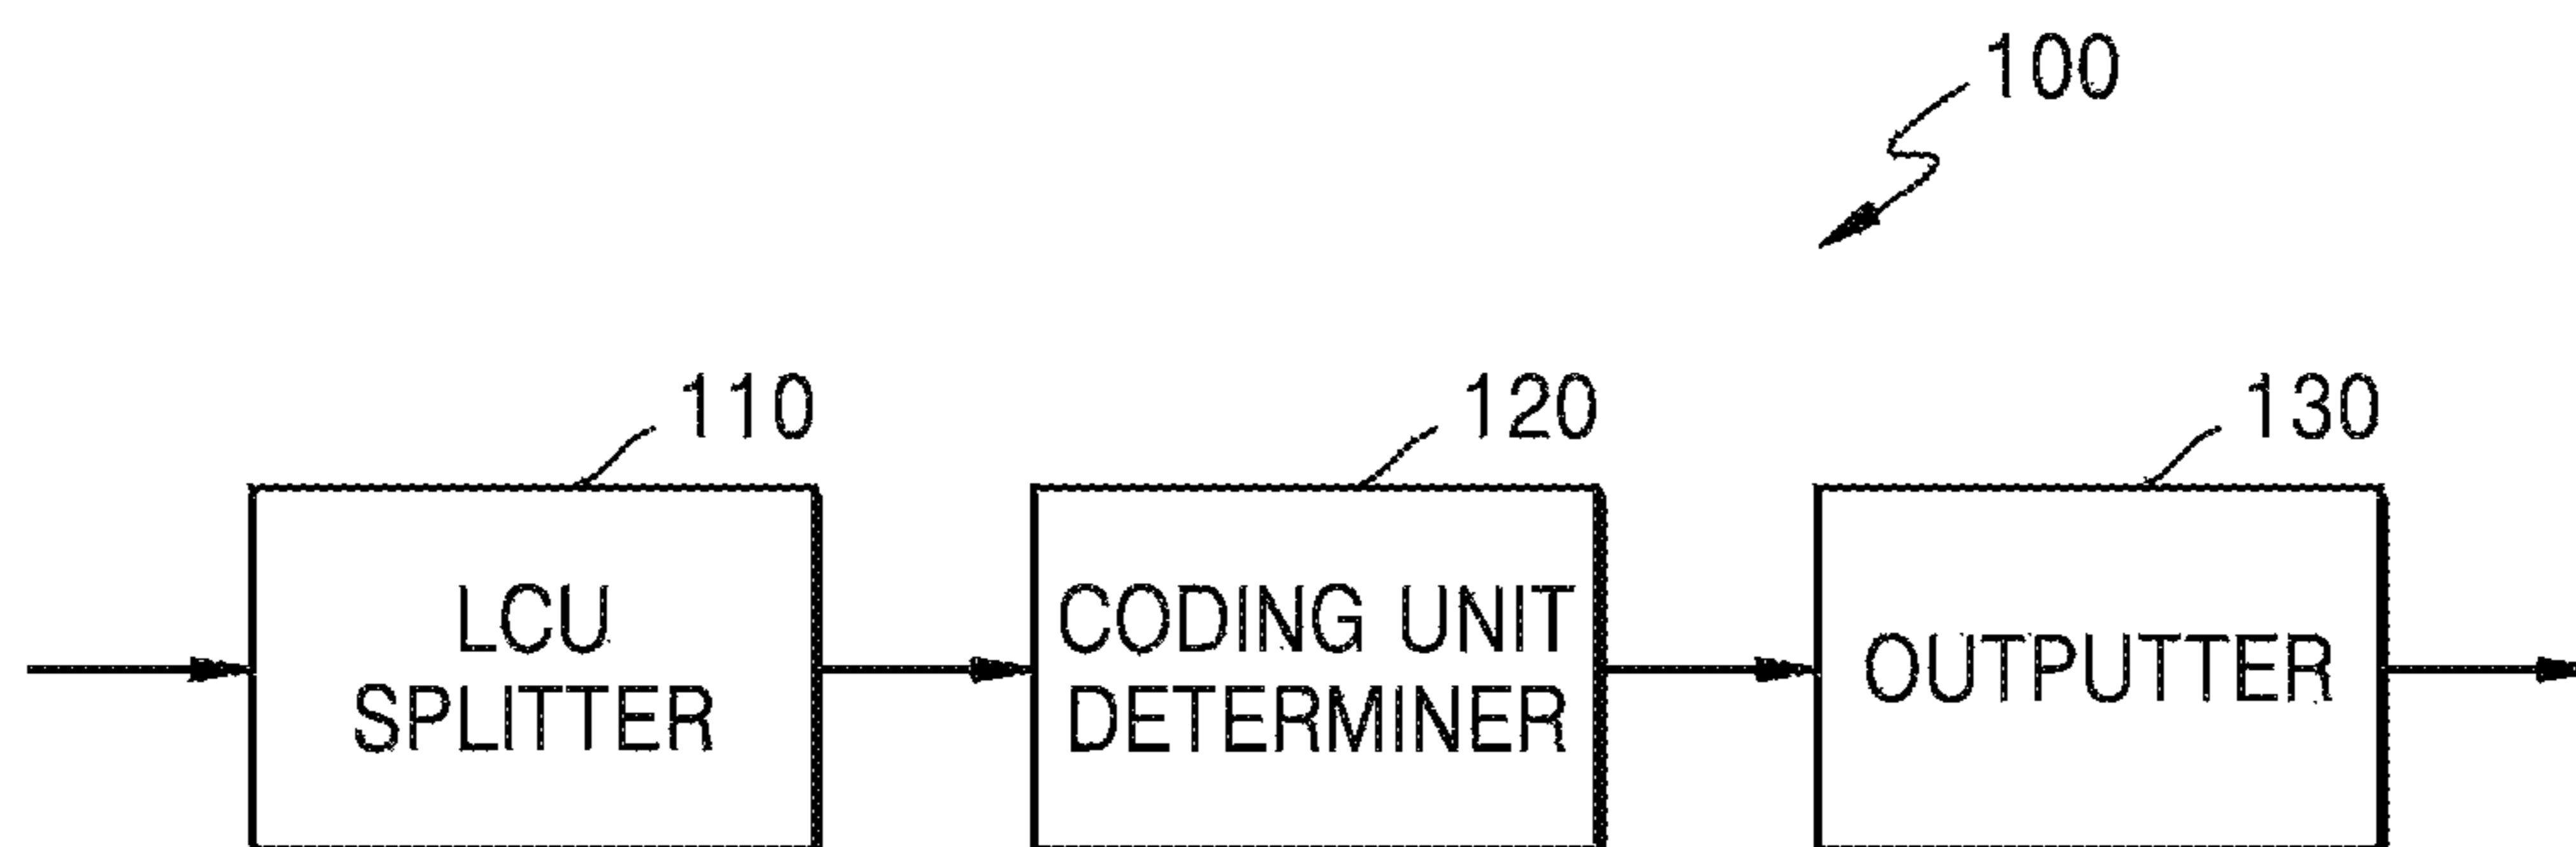 100
110
120
130
LCU
SPLITTER
CODING UNIT
DETERMINER
OUTPUTTER